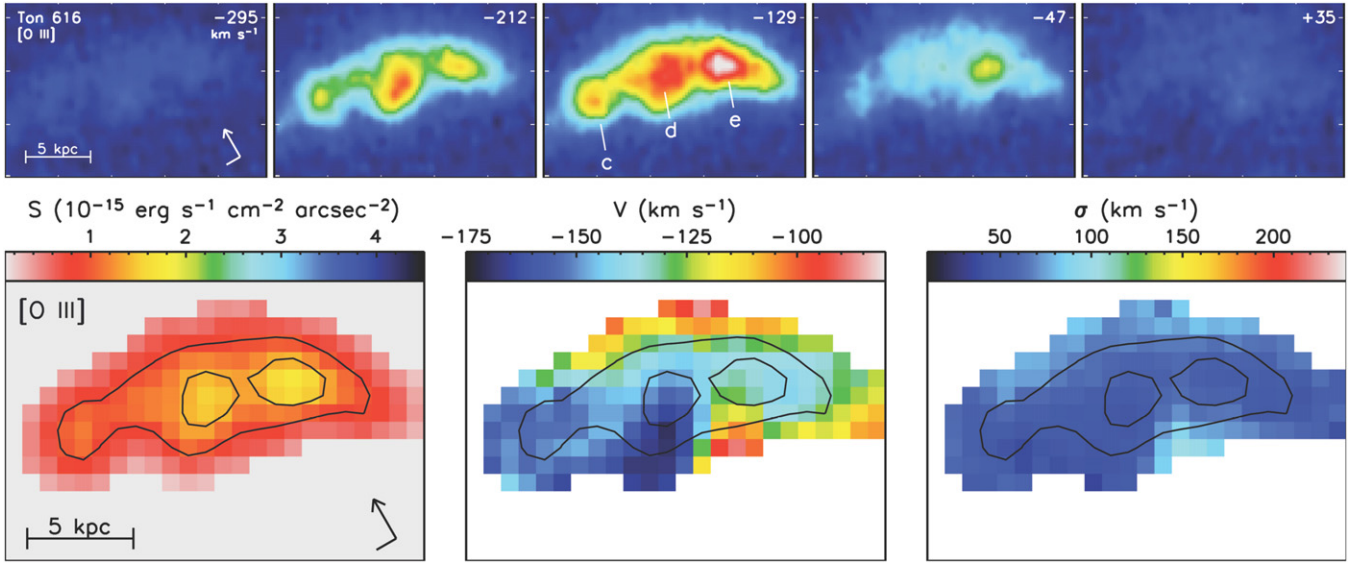 Ton 616 −295 −212 −129 −47 +35
[O III] km s⁻¹
5 kpc
c d e
S (10⁻¹⁵ erg s⁻¹ cm⁻² arcsec⁻²) V (km s⁻¹) σ (km s⁻¹)
1 2 3 4 −175 −150 −125 −100 50 100 150 200
[O III]
5 kpc